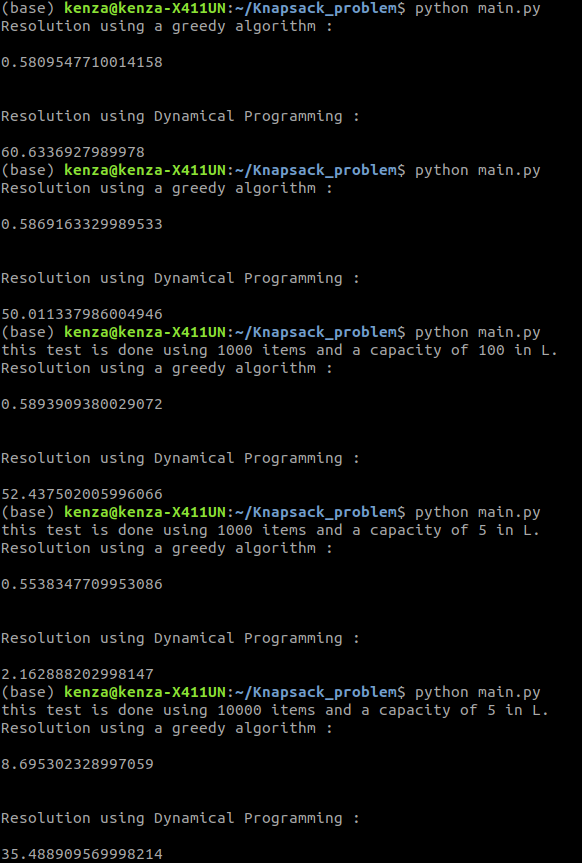 (base) kenza@kenza-X411UN:~/Knapsack_problem$ python main.py
Resolution using a greedy algorithm :
0.5809547710014158
Resolution using Dynamical Programming :
60.6336927989978
(base) kenza@kenza-X411UN:~/Knapsack_problem$ python main.py
Resolution using a greedy algorithm :
0.5869163329989533
Resolution using Dynamical Programming :
50.011337986004946
(base) kenza@kenza-X411UN:~/Knapsack_problem$ python main.py
this test is done using 1000 items and a capacity of 100 in L.
Resolution using a greedy algorithm :
0.5893909380029072
Resolution using Dynamical Programming :
52.437502005996066
(base) kenza@kenza-X411UN:~/Knapsack_problem$ python main.py
this test is done using 1000 items and a capacity of 5 in L.
Resolution using a greedy algorithm :
0.5538347709953086
Resolution using Dynamical Programming :
2.162888202998147
(base) kenza@kenza-X411UN:~/Knapsack_problem$ python main.py
this test is done using 10000 items and a capacity of 5 in L.
Resolution using a greedy algorithm :
8.695302328997059
Resolution using Dynamical Programming :
35.488909569998214